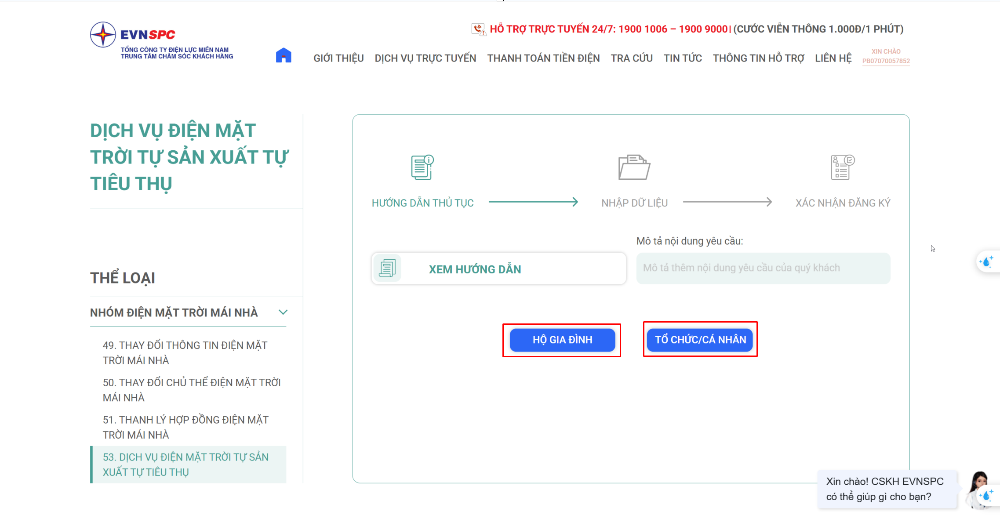 EVNSPC
TỔNG CÔNG TY ĐIỆN LỰC MIỀN NAM
TRUNG TÂM CHĂM SÓC KHÁCH HÀNG
HỖ TRỢ TRỰC TUYẾN 24/7: 1900 1006 – 1900 9000| (CƯỚC VIỄN THÔNG 1.000Đ/1 PHÚT)
GIỚI THIỆU DỊCH VỤ TRỰC TUYẾN THANH TOÁN TIỀN ĐIỆN TRA CỨU TIN TỨC THÔNG TIN HỖ TRỢ LIÊN HỆ
XIN CHÀO
PB07070057852
DỊCH VỤ ĐIỆN MẶT
TRỜI TỰ SẢN XUẤT TỰ
TIÊU THỤ
THỂ LOẠI
NHÓM ĐIỆN MẶT TRỜI MÁI NHÀ
49. THAY ĐỔI THÔNG TIN ĐIỆN MẶT
TRỜI MÁI NHÀ
50. THAY ĐỔI CHỦ THỂ ĐIỆN MẶT TRỜI
MÁI NHÀ
51. THANH LÝ HỢP ĐỒNG ĐIỆN MẶT
TRỜI MÁI NHÀ
53. DỊCH VỤ ĐIỆN MẶT TRỜI TỰ SẢN
XUẤT TỰ TIÊU THỤ
HƯỚNG DẪN THỦ TỤC
NHẬP DỮ LIỆU
XÁC NHẬN ĐĂNG KÝ
XEM HƯỚNG DẪN
Mô tả nội dung yêu cầu:
Mô tả thêm nội dung yêu cầu của quý khách
HỘ GIA ĐÌNH
TỔ CHỨC/CÁ NHÂN
Xin chào! CSKH EVNSPC
có thể giúp gì cho bạn?